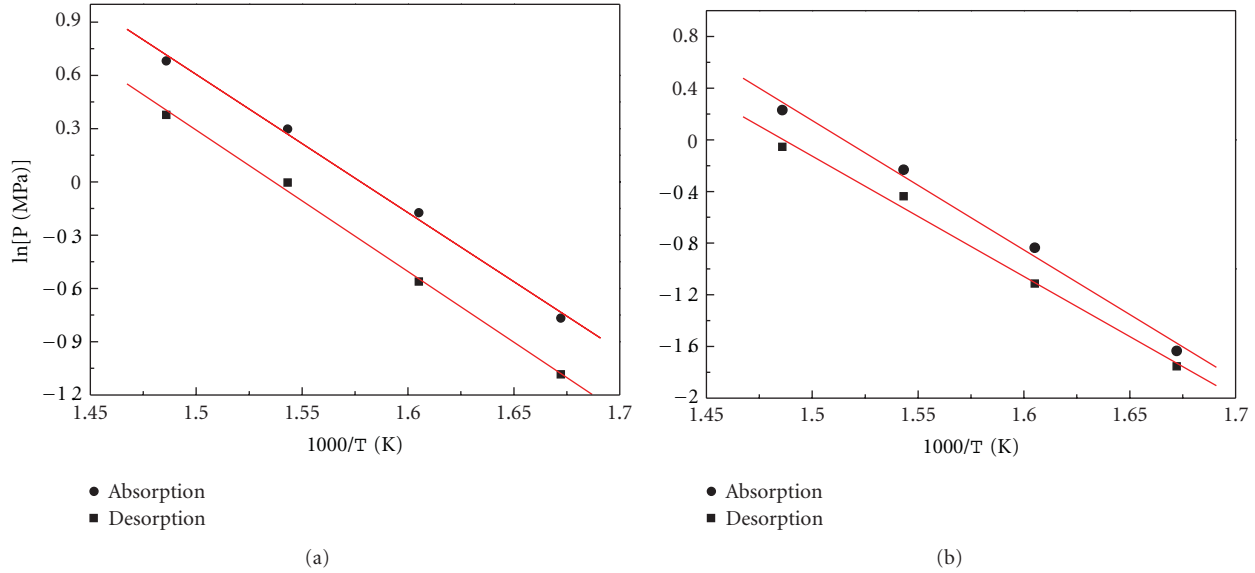 0.9
0.6
0.3
0
−0.3
−0.6
−0.9
−1.2
ln[P (MPa)]
1.45 1.5 1.55 1.6 1.65 1.7
1000/T (K)
Absorption
Desorption
(a)
0.8
0.4
0
−0.4
−0.8
−1.2
−1.6
−2
1.45 1.5 1.55 1.6 1.65 1.7
1000/T (K)
Absorption
Desorption
(b)